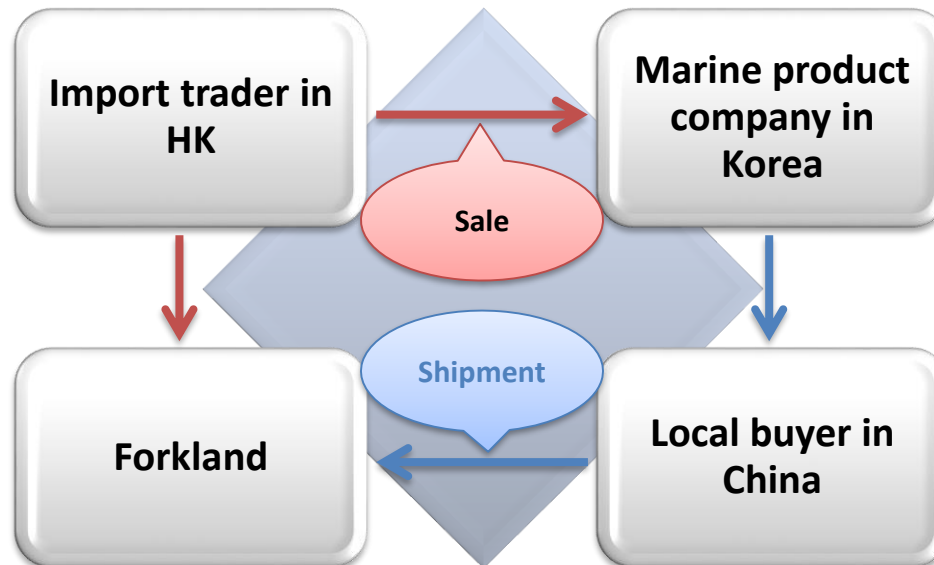 Import trader in
HK
Marine product
company in
Korea
Sale
Shipment
Forkland
Local buyer in
China